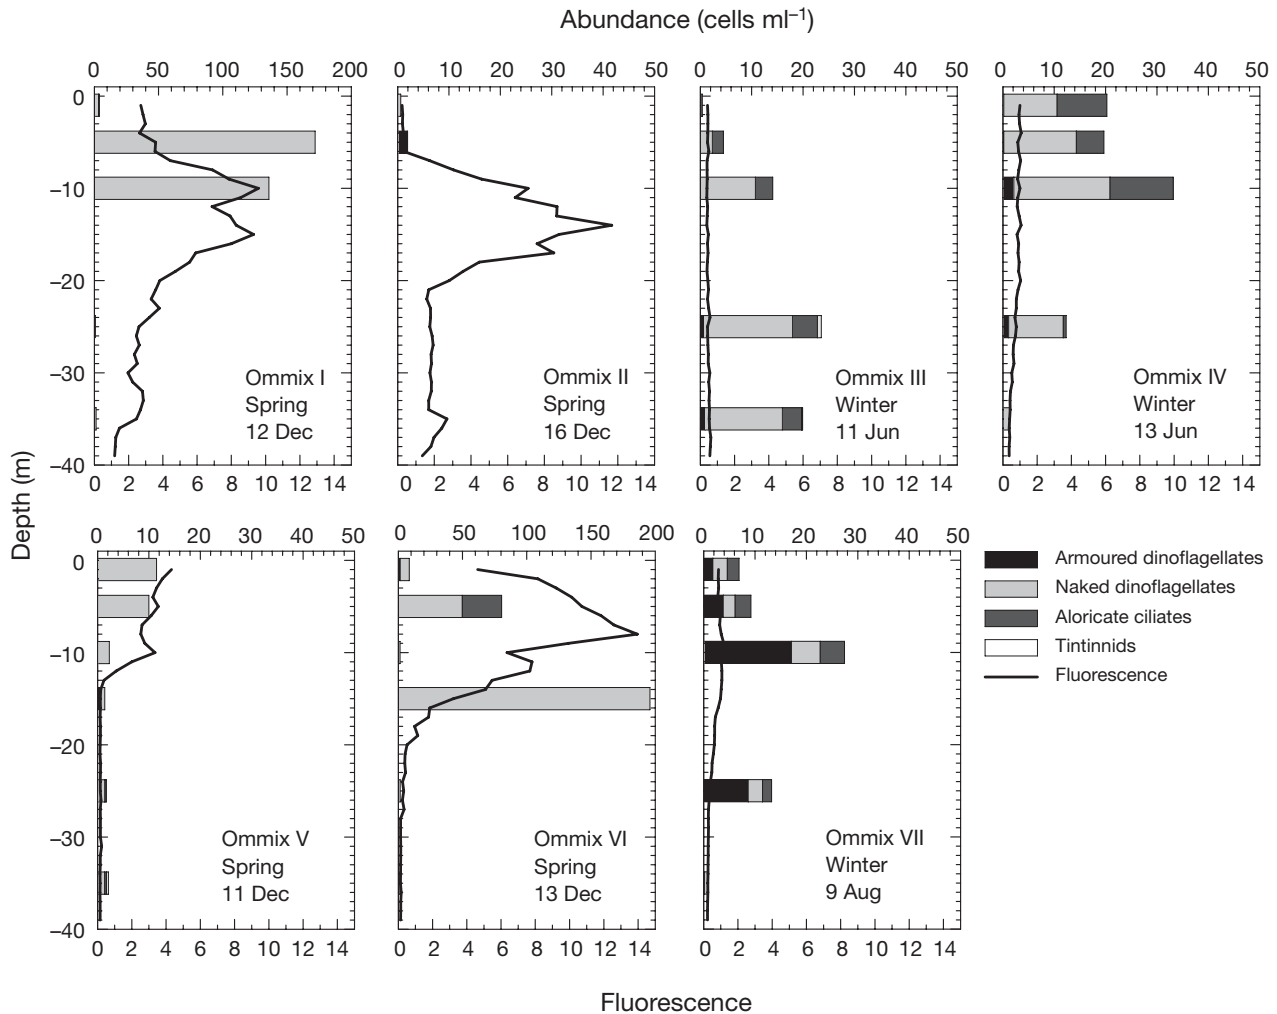 Abundance (cells ml–1)
0 50 100 150 200
0 10 20 30 40 50
0 10 20 30 40 50
0 10 20 30 40 50
0
–10
–20
–30
–40
Ommix I
Spring
12 Dec
Ommix II
Spring
16 Dec
Ommix III
Winter
11 Jun
Ommix IV
Winter
13 Jun
0 2 4 6 8 10 12 14
0 2 4 6 8 10 12 14
0 2 4 6 8 10 12 14
0 2 4 6 8 10 12 14
Depth (m)
0 10 20 30 40 50
0 50 100 150 200
0 10 20 30 40 50
0
–10
–20
–30
–40
Ommix V
Spring
11 Dec
Ommix VI
Spring
13 Dec
Ommix VII
Winter
9 Aug
Armoured dinoflagellates
Naked dinoflagellates
Aloricate ciliates
Tintinnids
Fluorescence
0 2 4 6 8 10 12 14
0 2 4 6 8 10 12 14
0 2 4 6 8 10 12 14
Fluorescence